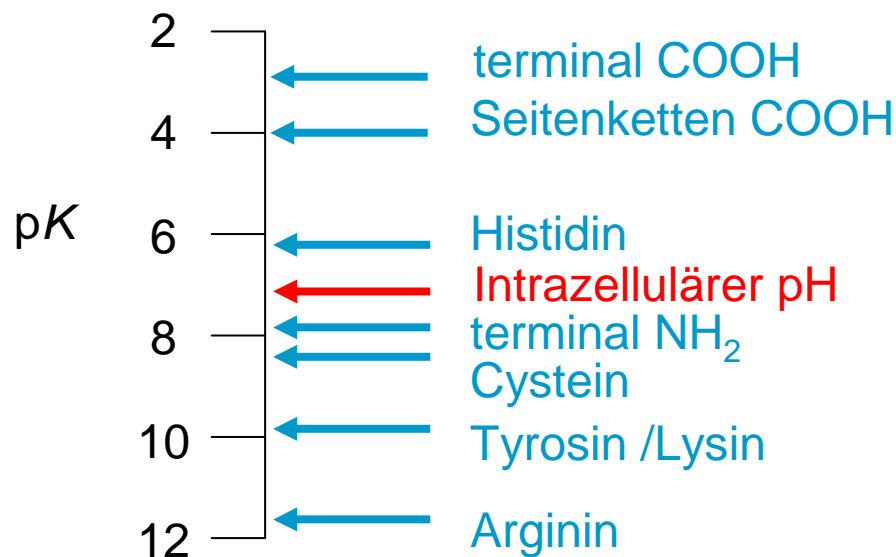 2
terminal COOH
Seitenketten COOH
4
pK
6
Histidin
Intrazellulärer pH
8
terminal NH₂
Cystein
10
Tyrosin /Lysin
12
Arginin